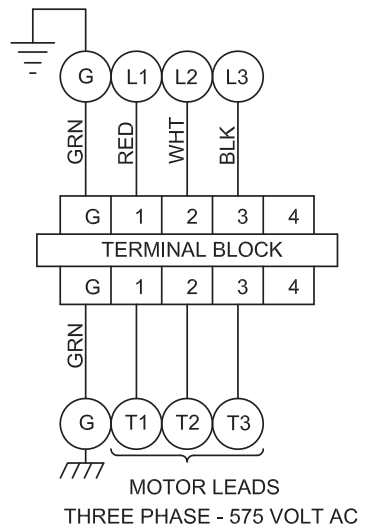 G L1 L2 L3
GRN RED WHT BLK
G 1 2 3 4
TERMINAL BLOCK
G 1 2 3 4
GRN
G T1 T2 T3
MOTOR LEADS
THREE PHASE - 575 VOLT AC